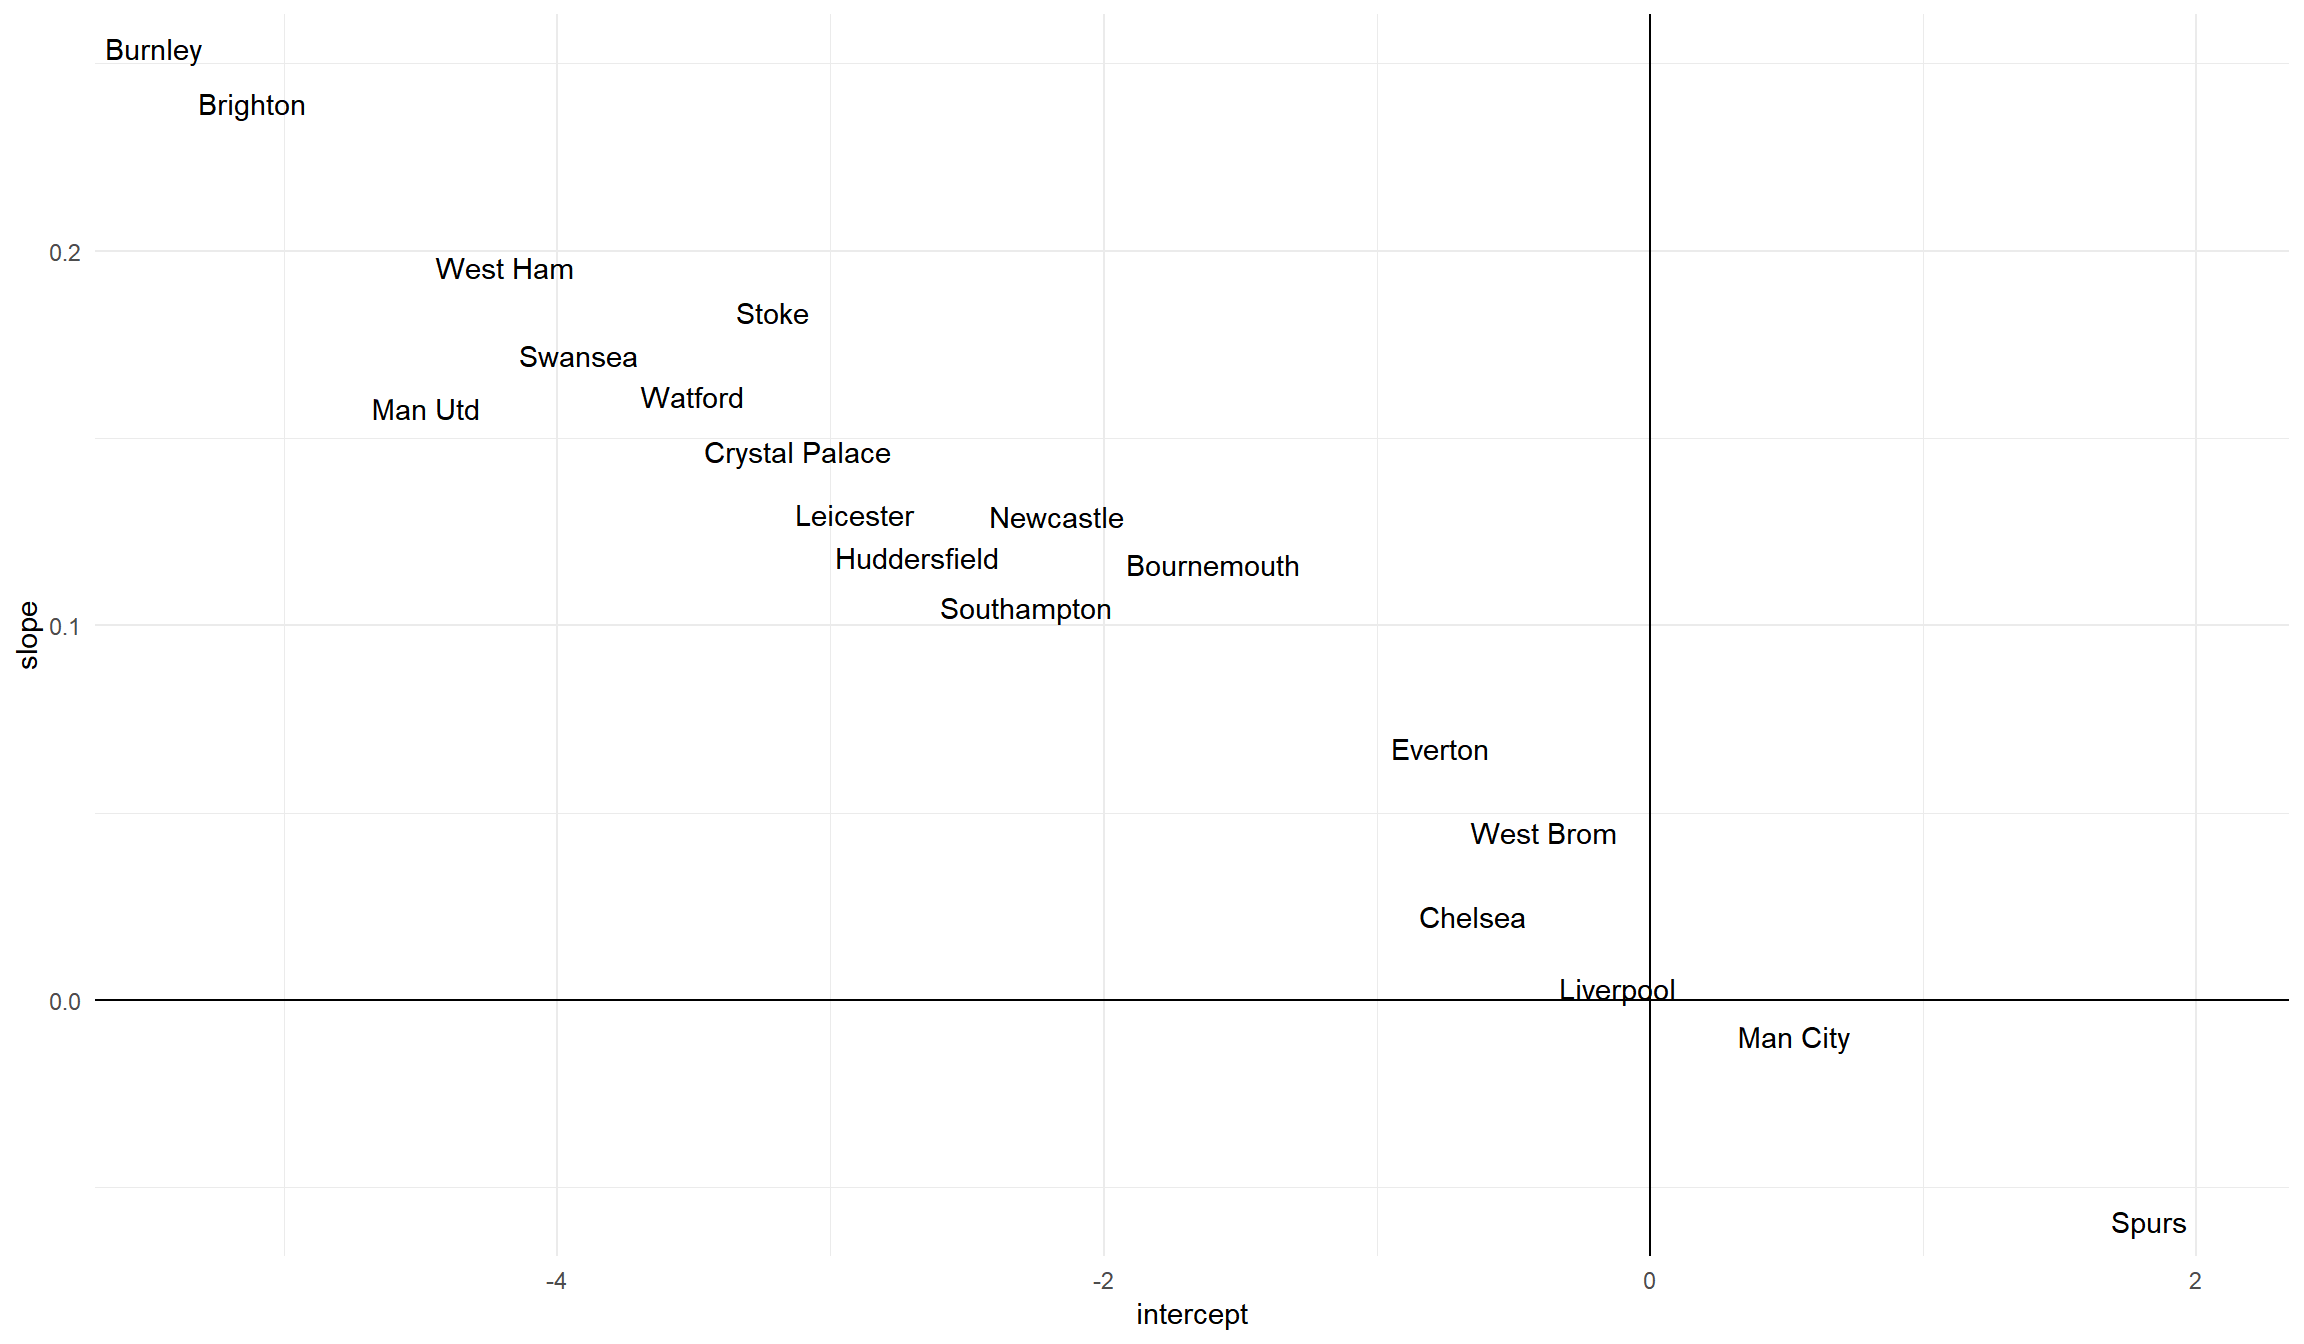 Burnley
Brighton
0.2
West Ham
Stoke
Swansea
Watford
Man Utd
Crystal Palace
Leicester
Newcastle
Huddersfield
Bournemouth
Southampton
0.1
slope
Everton
West Brom
Chelsea
Liverpool
0.0
Man City
Spurs
-4
-2
0
2
intercept